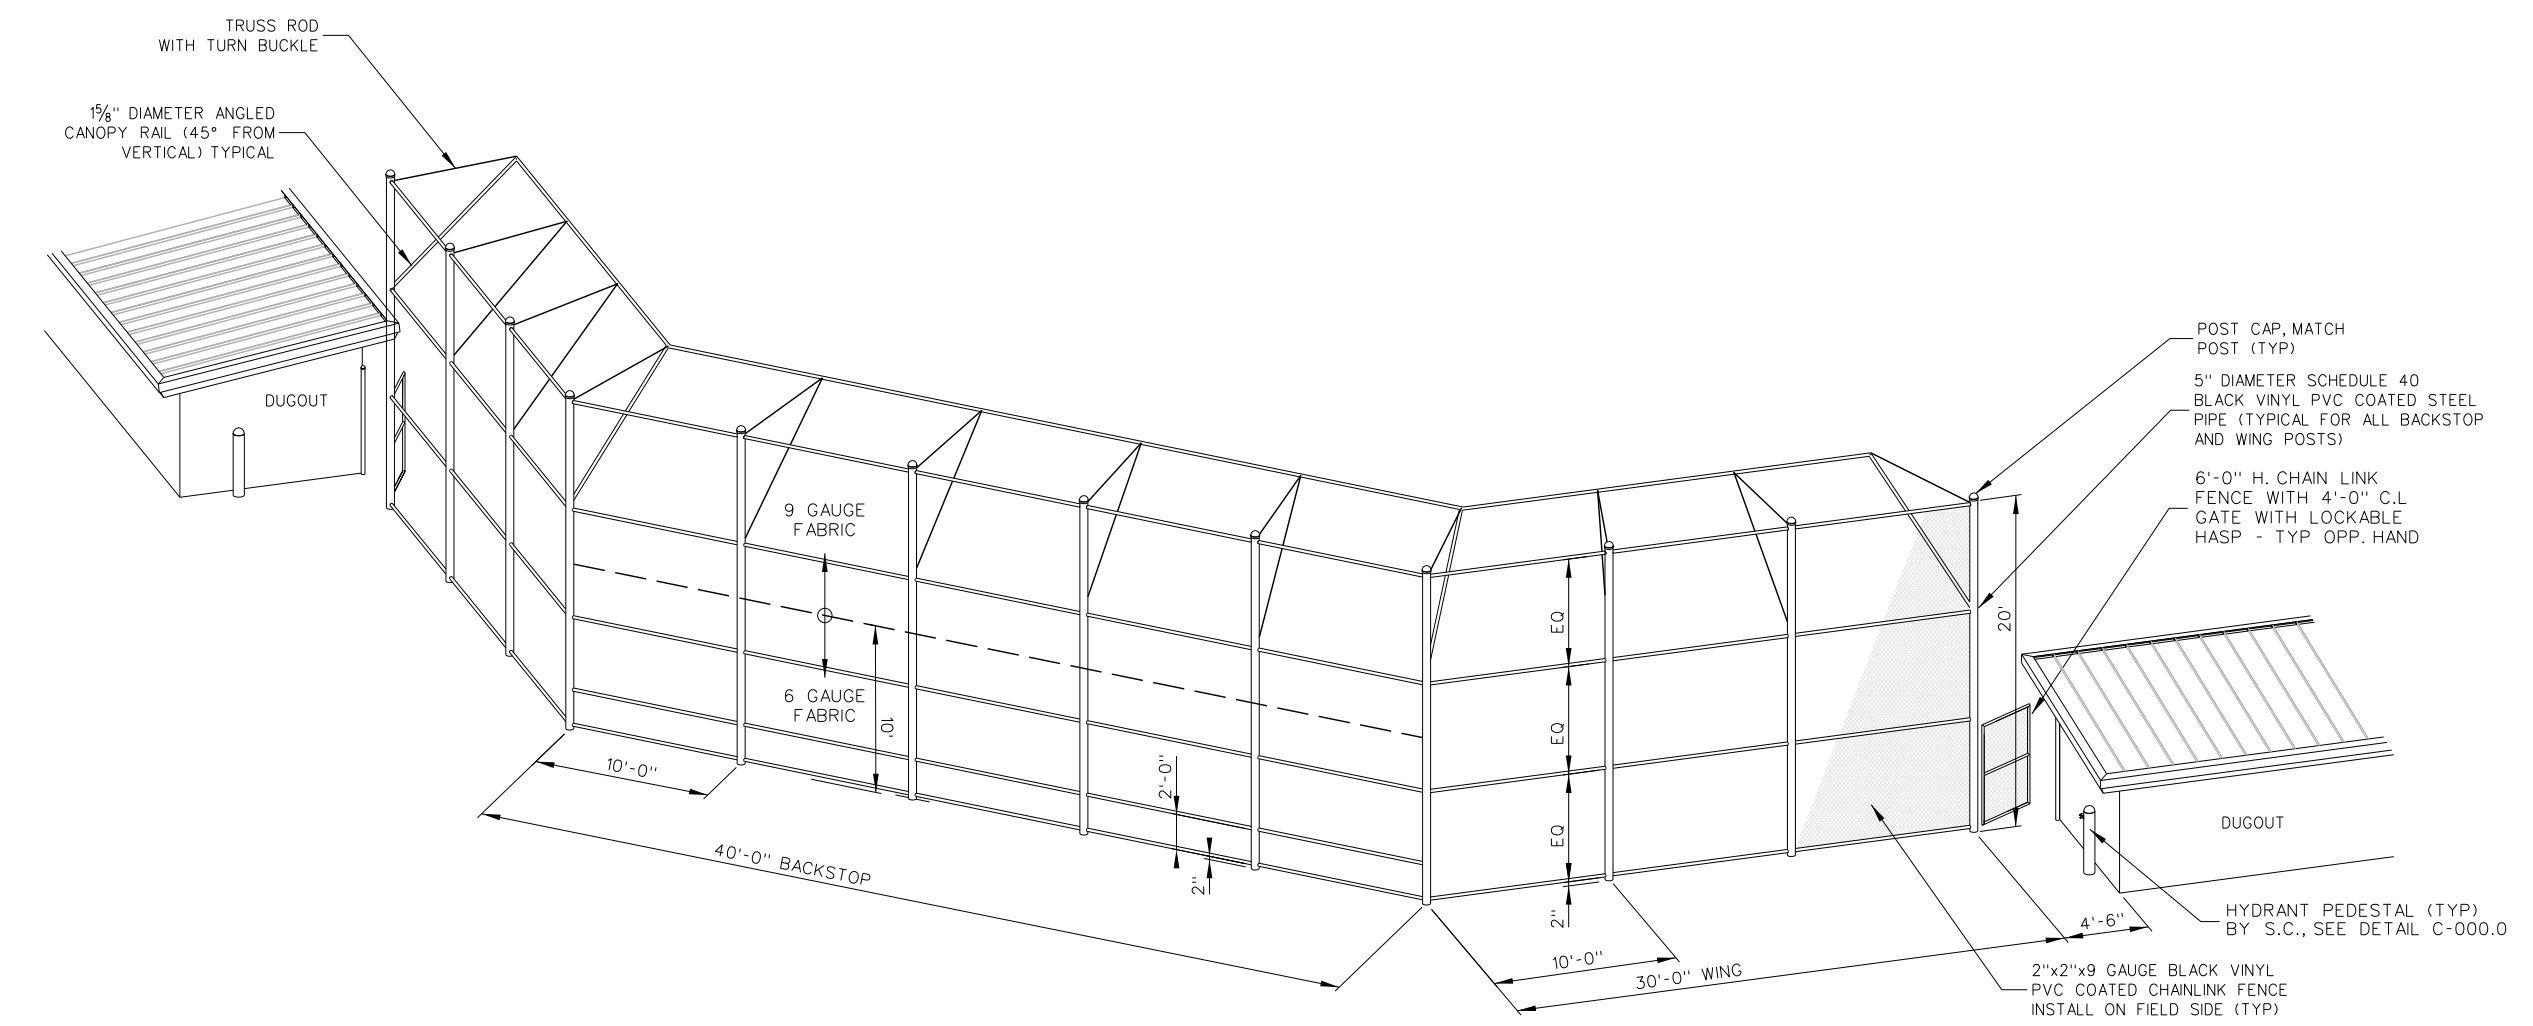 TRUSS ROD
WITH TURN BUCKLE
1⅝" DIAMETER ANGLED
CANOPY RAIL (45° FROM
VERTICAL) TYPICAL
DUGOUT
9 GAUGE
FABRIC
6 GAUGE
FABRIC
10'
10'-0"
40'-0" BACKSTOP
2'-0"
2"
EQ
EQ
EQ
2"
10'-0"
30'-0" WING
4'-6"
20'
POST CAP, MATCH
POST (TYP)
5" DIAMETER SCHEDULE 40
BLACK VINYL PVC COATED STEEL
PIPE (TYPICAL FOR ALL BACKSTOP
AND WING POSTS)
6'-0" H. CHAIN LINK
FENCE WITH 4'-0" C.L
GATE WITH LOCKABLE
HASP - TYP OPP. HAND
DUGOUT
HYDRANT PEDESTAL (TYP)
BY S.C., SEE DETAIL C-000.0
2"x2"x9 GAUGE BLACK VINYL
PVC COATED CHAINLINK FENCE
INSTALL ON FIELD SIDE (TYP)